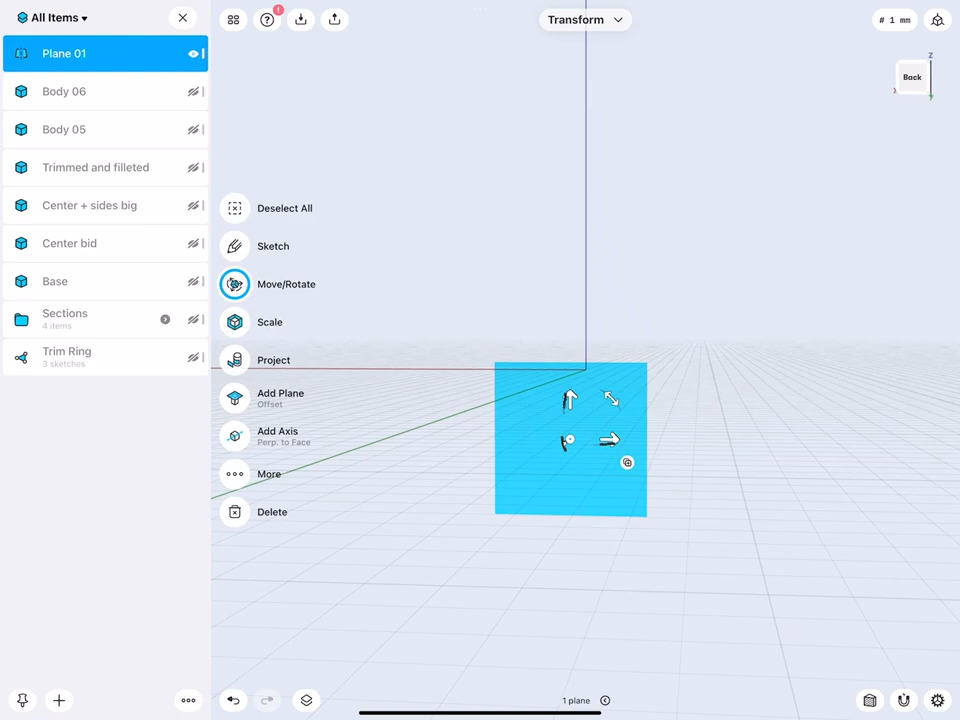 All Items
Plane 01
Body 06
Body 05
Trimmed and filleted
Center + sides big
Center bid
Base
Sections
4 items
Trim Ring
3 sketches
?
!
Transform
# 1 mm
Z
Back
X
Y
Deselect All
Sketch
Move/Rotate
Scale
Project
Add Plane
Offset
Add Axis
Perp. to Face
More
Delete
1 plane